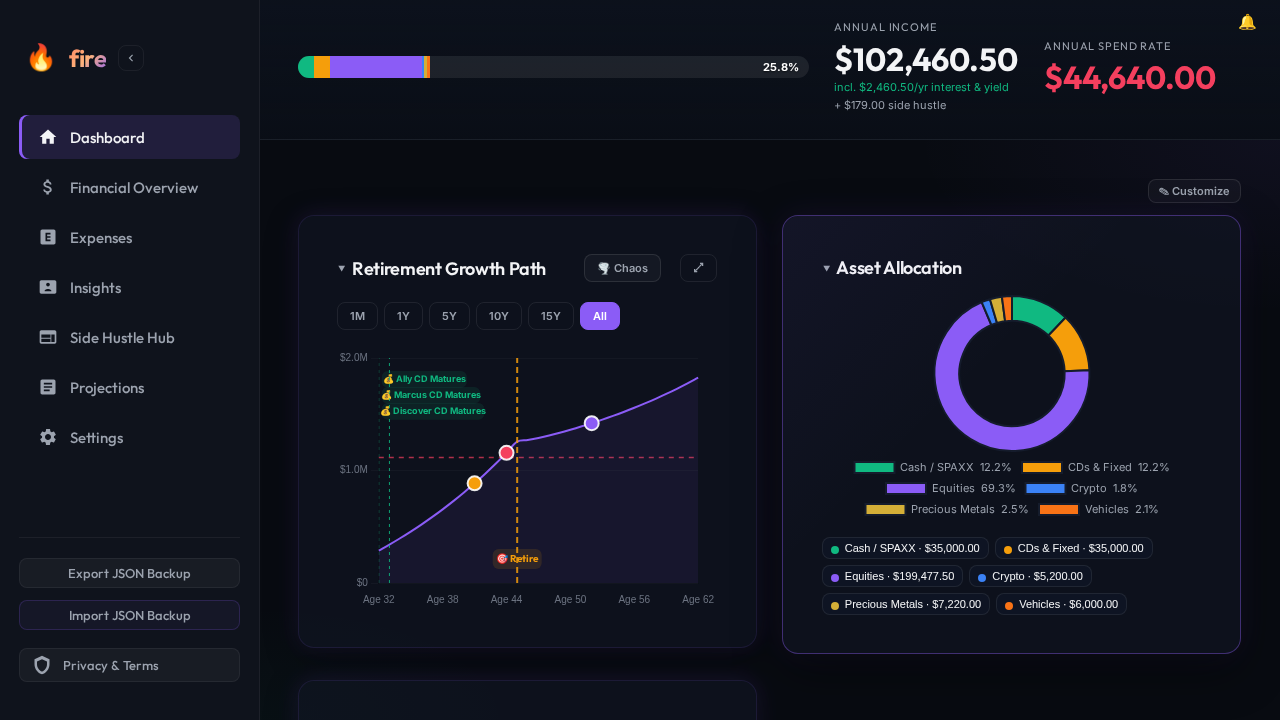 🔥 fire
Dashboard
Financial Overview
Expenses
Insights
Side Hustle Hub
Projections
Settings
Export JSON Backup
Import JSON Backup
Privacy & Terms
25.8%
ANNUAL INCOME
$102,460.50
incl. $2,460.50/yr interest & yield
+ $179.00 side hustle
ANNUAL SPEND RATE
$44,640.00
🔔
✎ Customize
▼ Retirement Growth Path
🌪️ Chaos
⤢
1M 1Y 5Y 10Y 15Y All
$2.0M
💰 Ally CD Matures
💰 Marcus CD Matures
💰 Discover CD Matures
$1.0M
🎯 Retire
$0
Age 32 Age 38 Age 44 Age 50 Age 56 Age 62
▼ Asset Allocation
Cash / SPAXX 12.2% CDs & Fixed 12.2%
Equities 69.3% Crypto 1.8%
Precious Metals 2.5% Vehicles 2.1%
Cash / SPAXX · $35,000.00 CDs & Fixed · $35,000.00
Equities · $199,477.50 Crypto · $5,200.00
Precious Metals · $7,220.00 Vehicles · $6,000.00